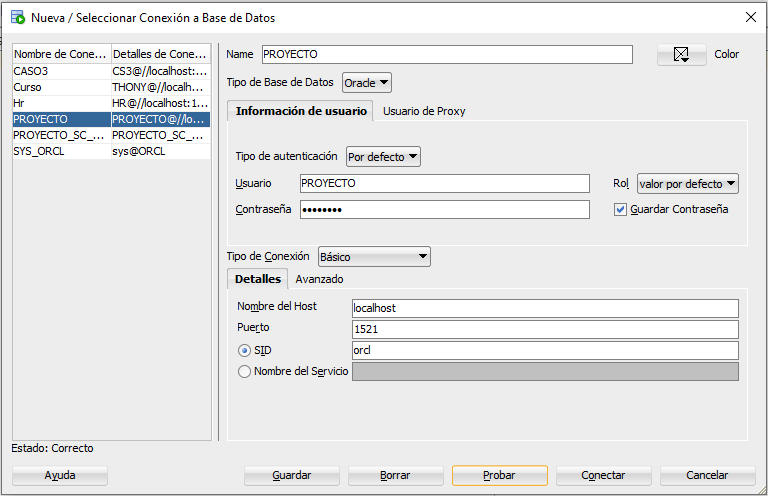 Nueva / Seleccionar Conexión a Base de Datos
Nombre de Cone... Detalles de Cone...
CASO3 CS3@//localhost:...
Curso THONY@//localh...
Hr HR@//localhost:1...
PROYECTO PROYECTO@//lo...
PROYECTO_SC_... PROYECTO_SC_...
SYS_ORCL sys@ORCL
Name PROYECTO Color
Tipo de Base de Datos Oracle
Información de usuario Usuario de Proxy
Tipo de autenticación Por defecto
Usuario PROYECTO Rol valor por defecto
Contraseña •••••••• Guardar Contraseña
Tipo de Conexión Básico
Detalles Avanzado
Nombre del Host localhost
Puerto 1521
SID orcl
Nombre del Servicio
Estado: Correcto
Ayuda Guardar Borrar Probar Conectar Cancelar